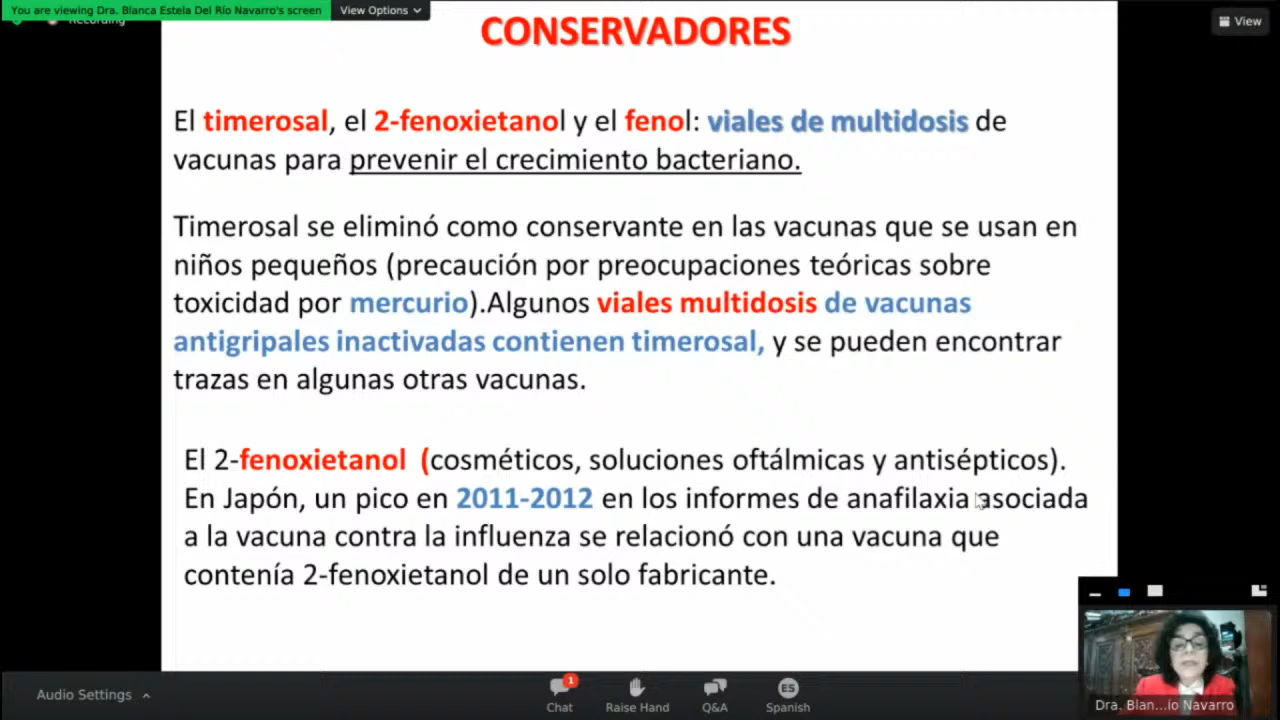 You are viewing Dra. Blanca Estela Del Río Navarro's screen
View Options
Recording
View
CONSERVADORES
El timerosal, el 2-fenoxietanol y el fenol: viales de multidosis de
vacunas para prevenir el crecimiento bacteriano.
Timerosal se eliminó como conservante en las vacunas que se usan en
niños pequeños (precaución por preocupaciones teóricas sobre
toxicidad por mercurio).Algunos viales multidosis de vacunas
antigripales inactivadas contienen timerosal, y se pueden encontrar
trazas en algunas otras vacunas.
El 2-fenoxietanol (cosméticos, soluciones oftálmicas y antisépticos).
En Japón, un pico en 2011-2012 en los informes de anafilaxia asociada
a la vacuna contra la influenza se relacionó con una vacuna que
contenía 2-fenoxietanol de un solo fabricante.
Dra. Blan...io Navarro
Audio Settings
1
ES
Chat
Raise Hand
Q&A
Spanish